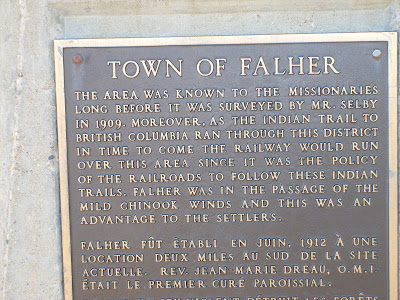 TOWN OF FALHER
THE AREA WAS KNOWN TO THE MISSIONARIES
LONG BEFORE IT WAS SURVEYED BY MR. SELBY
IN 1909. MOREOVER, AS THE INDIAN TRAIL TO
BRITISH COLUMBIA RAN THROUGH THIS DISTRICT
IN TIME TO COME THE RAILWAY WOULD RUN
OVER THIS AREA SINCE IT WAS THE POLICY
OF THE RAILROADS TO FOLLOW THESE INDIAN
TRAILS. FALHER WAS IN THE PASSAGE OF THE
MILD CHINOOK WINDS AND THIS WAS AN
ADVANTAGE TO THE SETTLERS.
FALHER FÛT ÉTABLI EN JUIN, 1912 À UNE
LOCATION DEUX MILES AU SUD DE LA SITE
ACTUELLE. REV. JEAN MARIE DREAU, O.M.I.
ÉTAIT LE PREMIER CURÉ PAROISSIAL.
DÉTRUIT LES FORÊTS